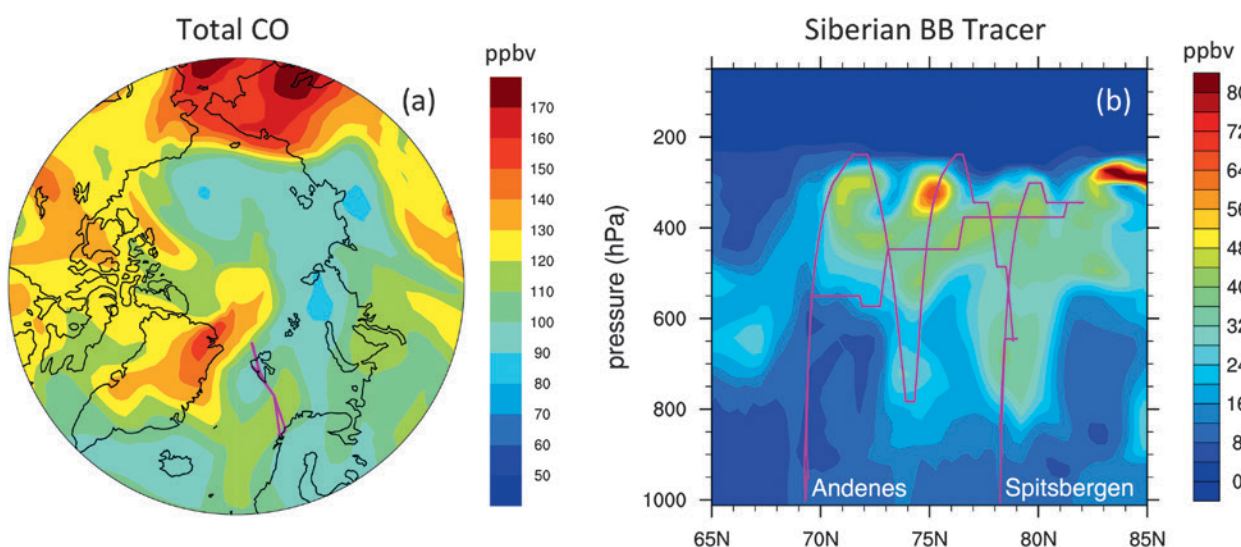 Total CO
ppbv
(a)
170
160
150
140
130
120
110
100
90
80
70
60
50
Siberian BB Tracer
ppbv
(b)
pressure (hPa)
200
400
600
800
1000
Andenes
Spitsbergen
65N
70N
75N
80N
85N
80
72
64
56
48
40
32
24
16
8
0